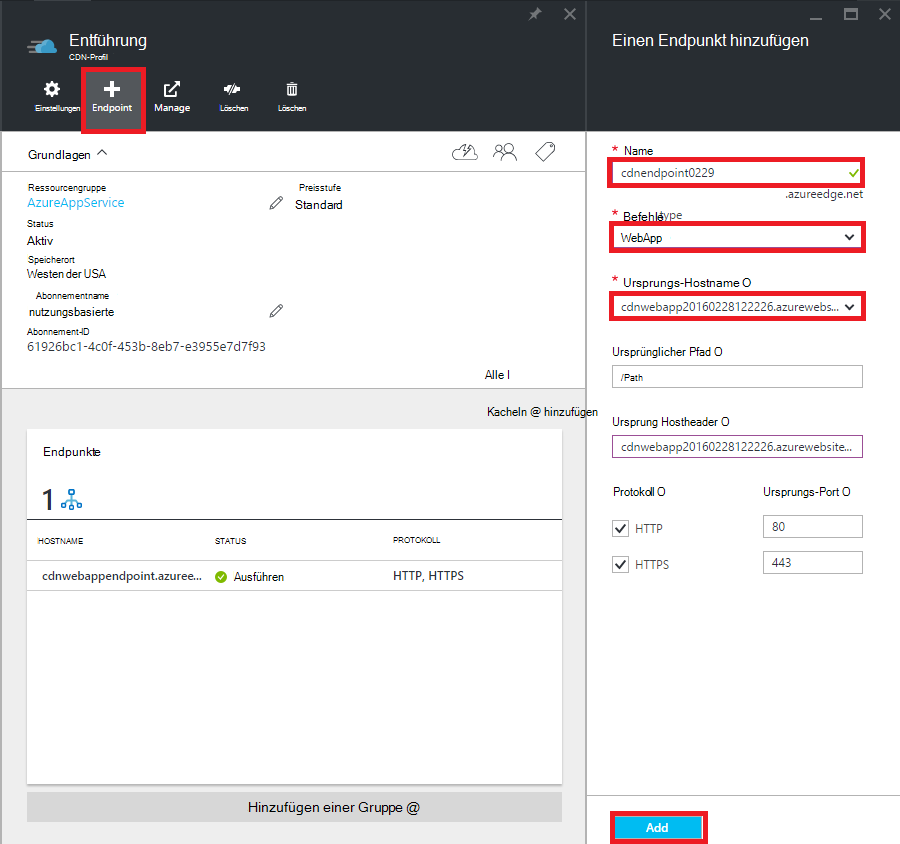 Entführung
CDN-Profil
Einstellungen
Endpoint
Manage
Löschen
Löschen
Grundlagen
Ressourcengruppe
AzureAppService
Preisstufe
Standard
Status
Aktiv
Speicherort
Westen der USA
Abonnementname
nutzungsbasierte
Abonnement-ID
61926bc1-4c0f-453b-8eb7-e3955e7d7f93
Alle l
Kacheln @ hinzufügen
Endpunkte
1
HOSTNAME STATUS PROTOKOLL
cdnwebappendpoint.azuree... Ausführen HTTP, HTTPS
Hinzufügen einer Gruppe @
Einen Endpunkt hinzufügen
* Name
cdnendpoint0229
.azureedge.net
* Befehle type
WebApp
* Ursprungs-Hostname O
cdnwebapp20160228122226.azurewebs...
Ursprünglicher Pfad O
/Path
Ursprung Hostheader O
cdnwebapp20160228122226.azurewebsite...
Protokoll O Ursprungs-Port O
HTTP 80
HTTPS 443
Add